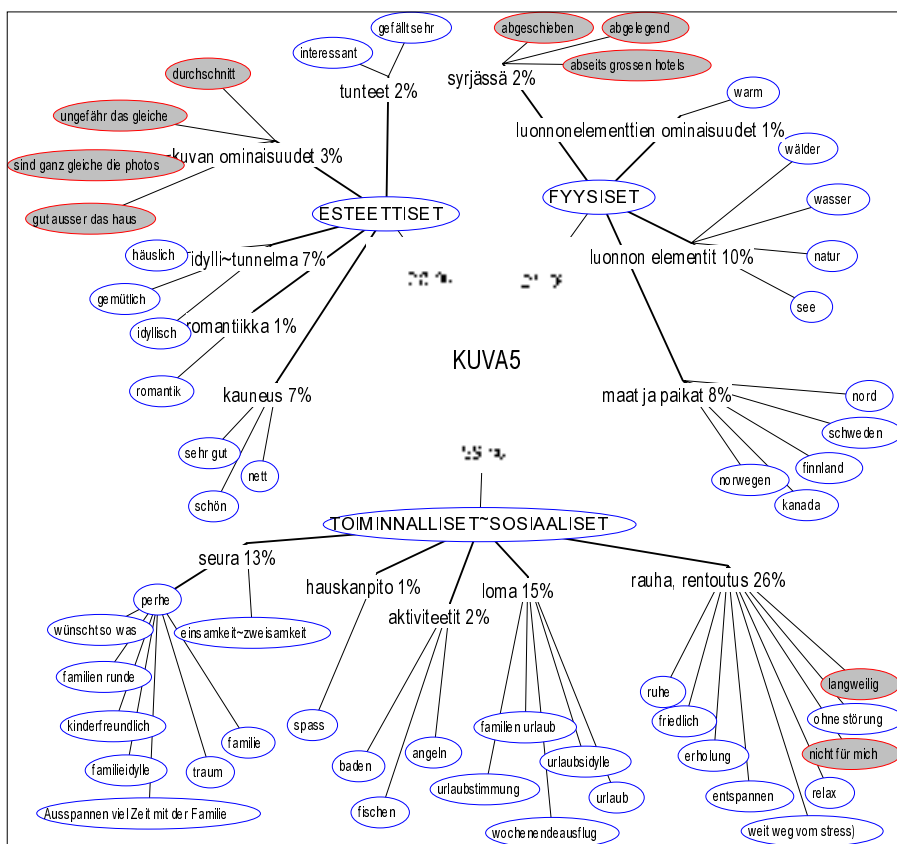 gefällt sehr
interessant
tunteet 2%
abgeschieben
abgelegend
abseits grossen hotels
syrjässä 2%
durchschnitt
ungefähr das gleiche
sind ganz gleiche die photos
gut ausser das haus
kuvan ominaisuudet 3%
warm
luonnonelementtien ominaisuudet 1%
wälder
wasser
natur
see
luonnon elementit 10%
ESTEETTISET
FYYSISET
häuslich
gemütlich
idyllisch
idylli~tunnelma 7%
romantiikka 1%
romantik
kauneus 7%
sehr gut
schön
nett
KUVA5
maat ja paikat 8%
nord
schweden
finnland
norwegen
kanada
TOIMINNALLISET~SOSIAALISET
seura 13%
perhe
wünscht so was
einsamkeit~zweisamkeit
familien runde
kinderfreundlich
familieidylle
traum
familie
Ausspannen viel Zeit mit der Familie
hauskanpito 1%
spass
aktiviteetit 2%
baden
fischen
angeln
loma 15%
familien urlaub
urlaubstimmung
wochenendeausflug
urlaubsidylle
urlaub
rauha, rentoutus 26%
ruhe
friedlich
erholung
entspannen
langweilig
ohne störung
nicht für mich
relax
weit weg vom stress)